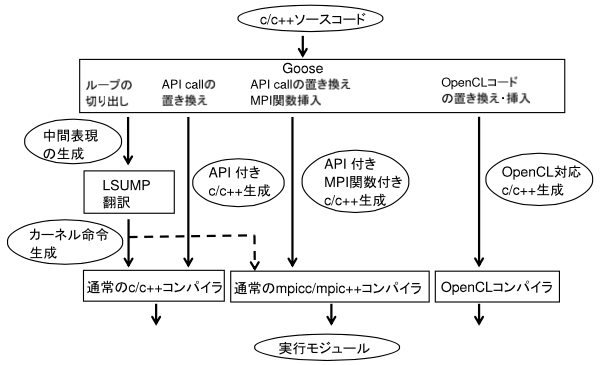 c/c++ソースコード
Goose
ループの
切り出し
API callの
置き換え
API callの置き換え
MPI関数挿入
OpenCLコード
の置き換え・挿入
中間表現
の生成
LSUMP
翻訳
API 付き
c/c++生成
API 付き
MPI関数付き
c/c++生成
OpenCL対応
c/c++生成
カーネル命令
生成
通常のc/c++コンパイラ
通常のmpicc/mpic++コンパイラ
OpenCLコンパイラ
実行モジュール